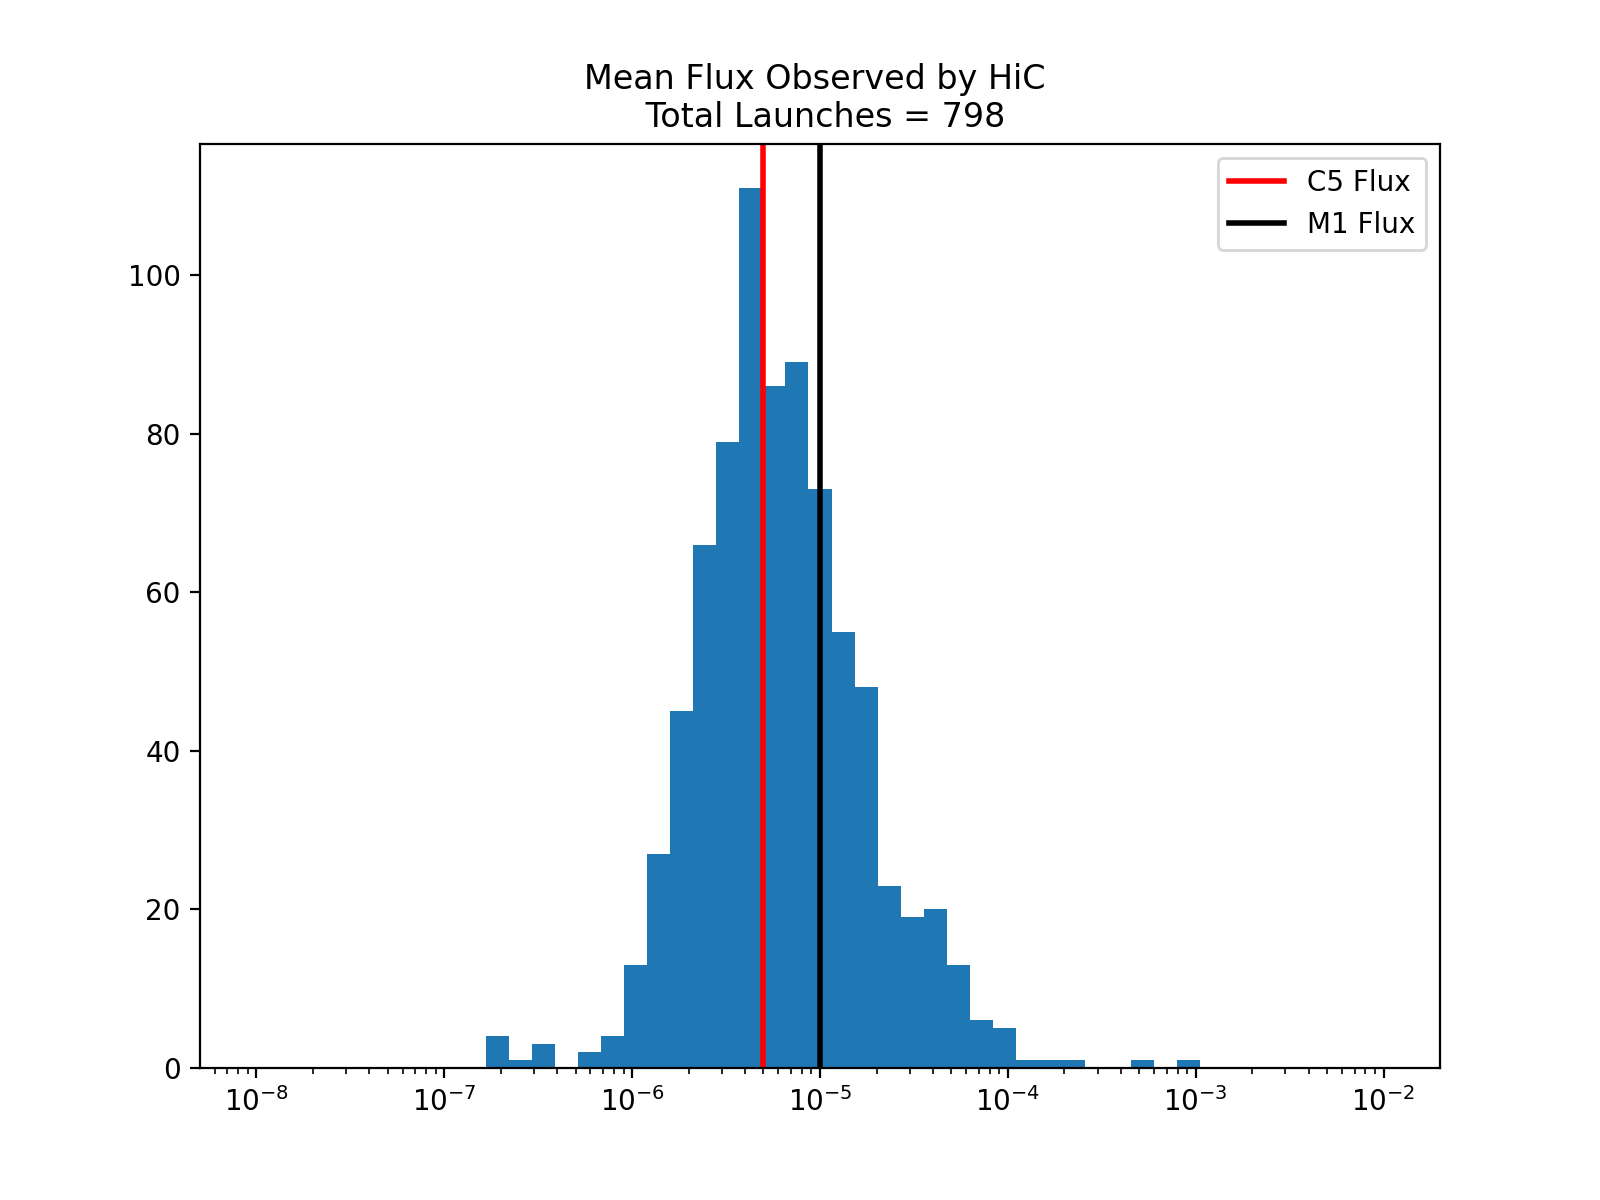 Mean Flux Observed by HiC
Total Launches = 798
C5 Flux
M1 Flux
100
80
60
40
20
0
10⁻⁸ 10⁻⁷ 10⁻⁶ 10⁻⁵ 10⁻⁴ 10⁻³ 10⁻²